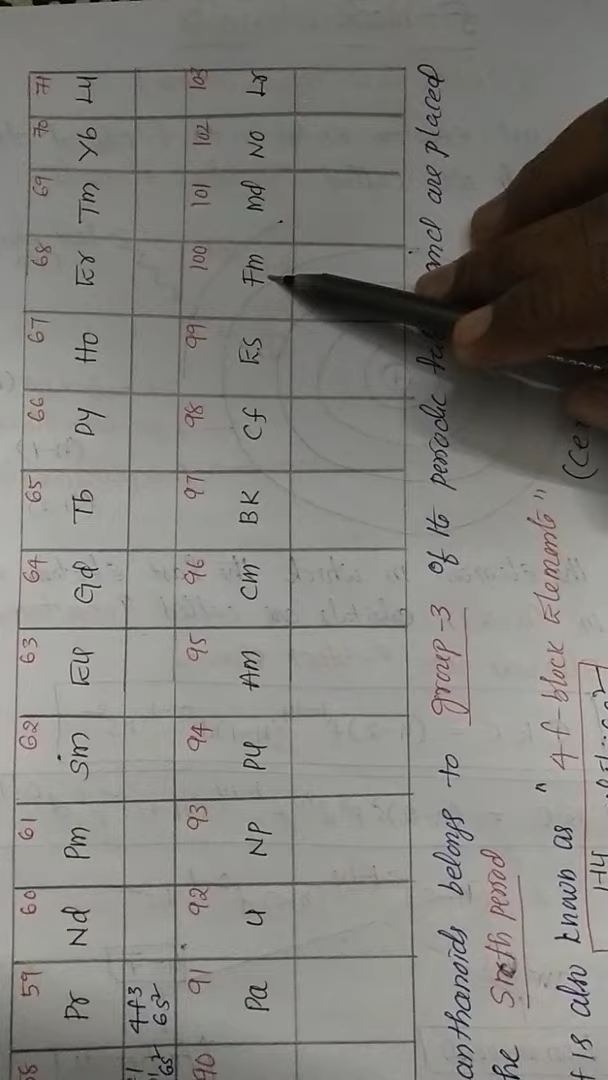 58 59 60 61 62 63 64 65 66 67 68 69 70 71
Pr Nd Pm Sm Eu Gd Tb Dy Ho Er Tm Yb Lu
4f3
6s2
90 91 92 93 94 95 96 97 98 99 100 101 102 103
Pa U NP Pu Am Cm BK Cf Es Fm Md NO Lr
anthanoids belongs to group-3 of its periodic and are placed
he Sixth period
t is also known as "4f-block Elements"